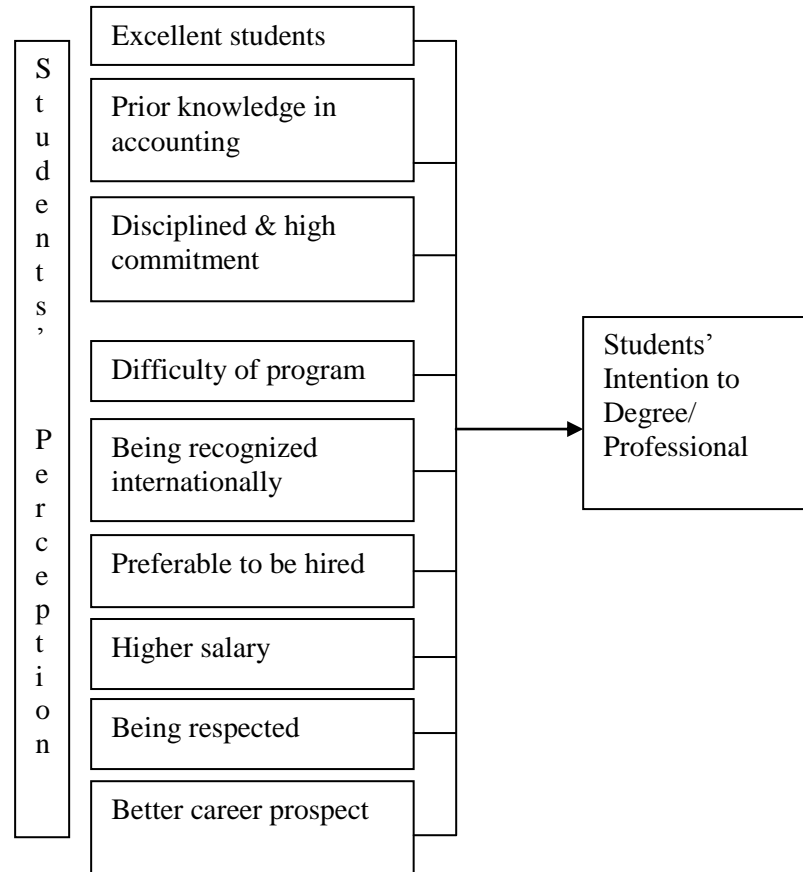 Students’ Perception
Excellent students
Prior knowledge in
accounting
Disciplined & high
commitment
Difficulty of program
Being recognized
internationally
Preferable to be hired
Higher salary
Being respected
Better career prospect
Students’
Intention to
Degree/
Professional